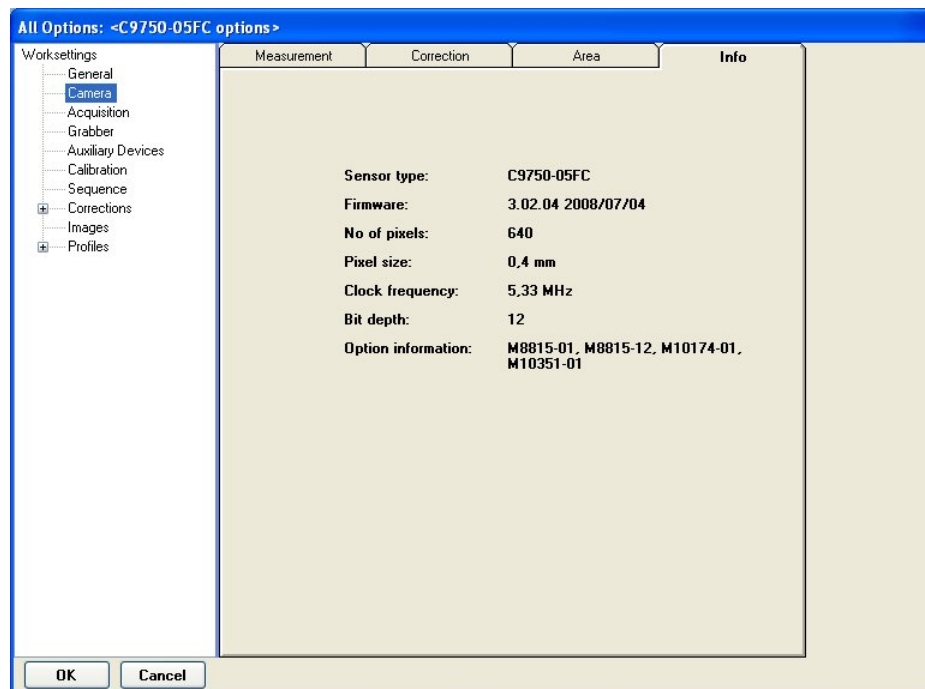 All Options: <C9750-05FC options>
Worksettings
General
Camera
Acquisition
Grabber
Auxiliary Devices
Calibration
Sequence
Corrections
Images
Profiles
Measurement Correction Area Info
Sensor type: C9750-05FC
Firmware: 3.02.04 2008/07/04
No of pixels: 640
Pixel size: 0,4 mm
Clock frequency: 5,33 MHz
Bit depth: 12
Option information: M8815-01, M8815-12, M10174-01,
M10351-01
OK Cancel